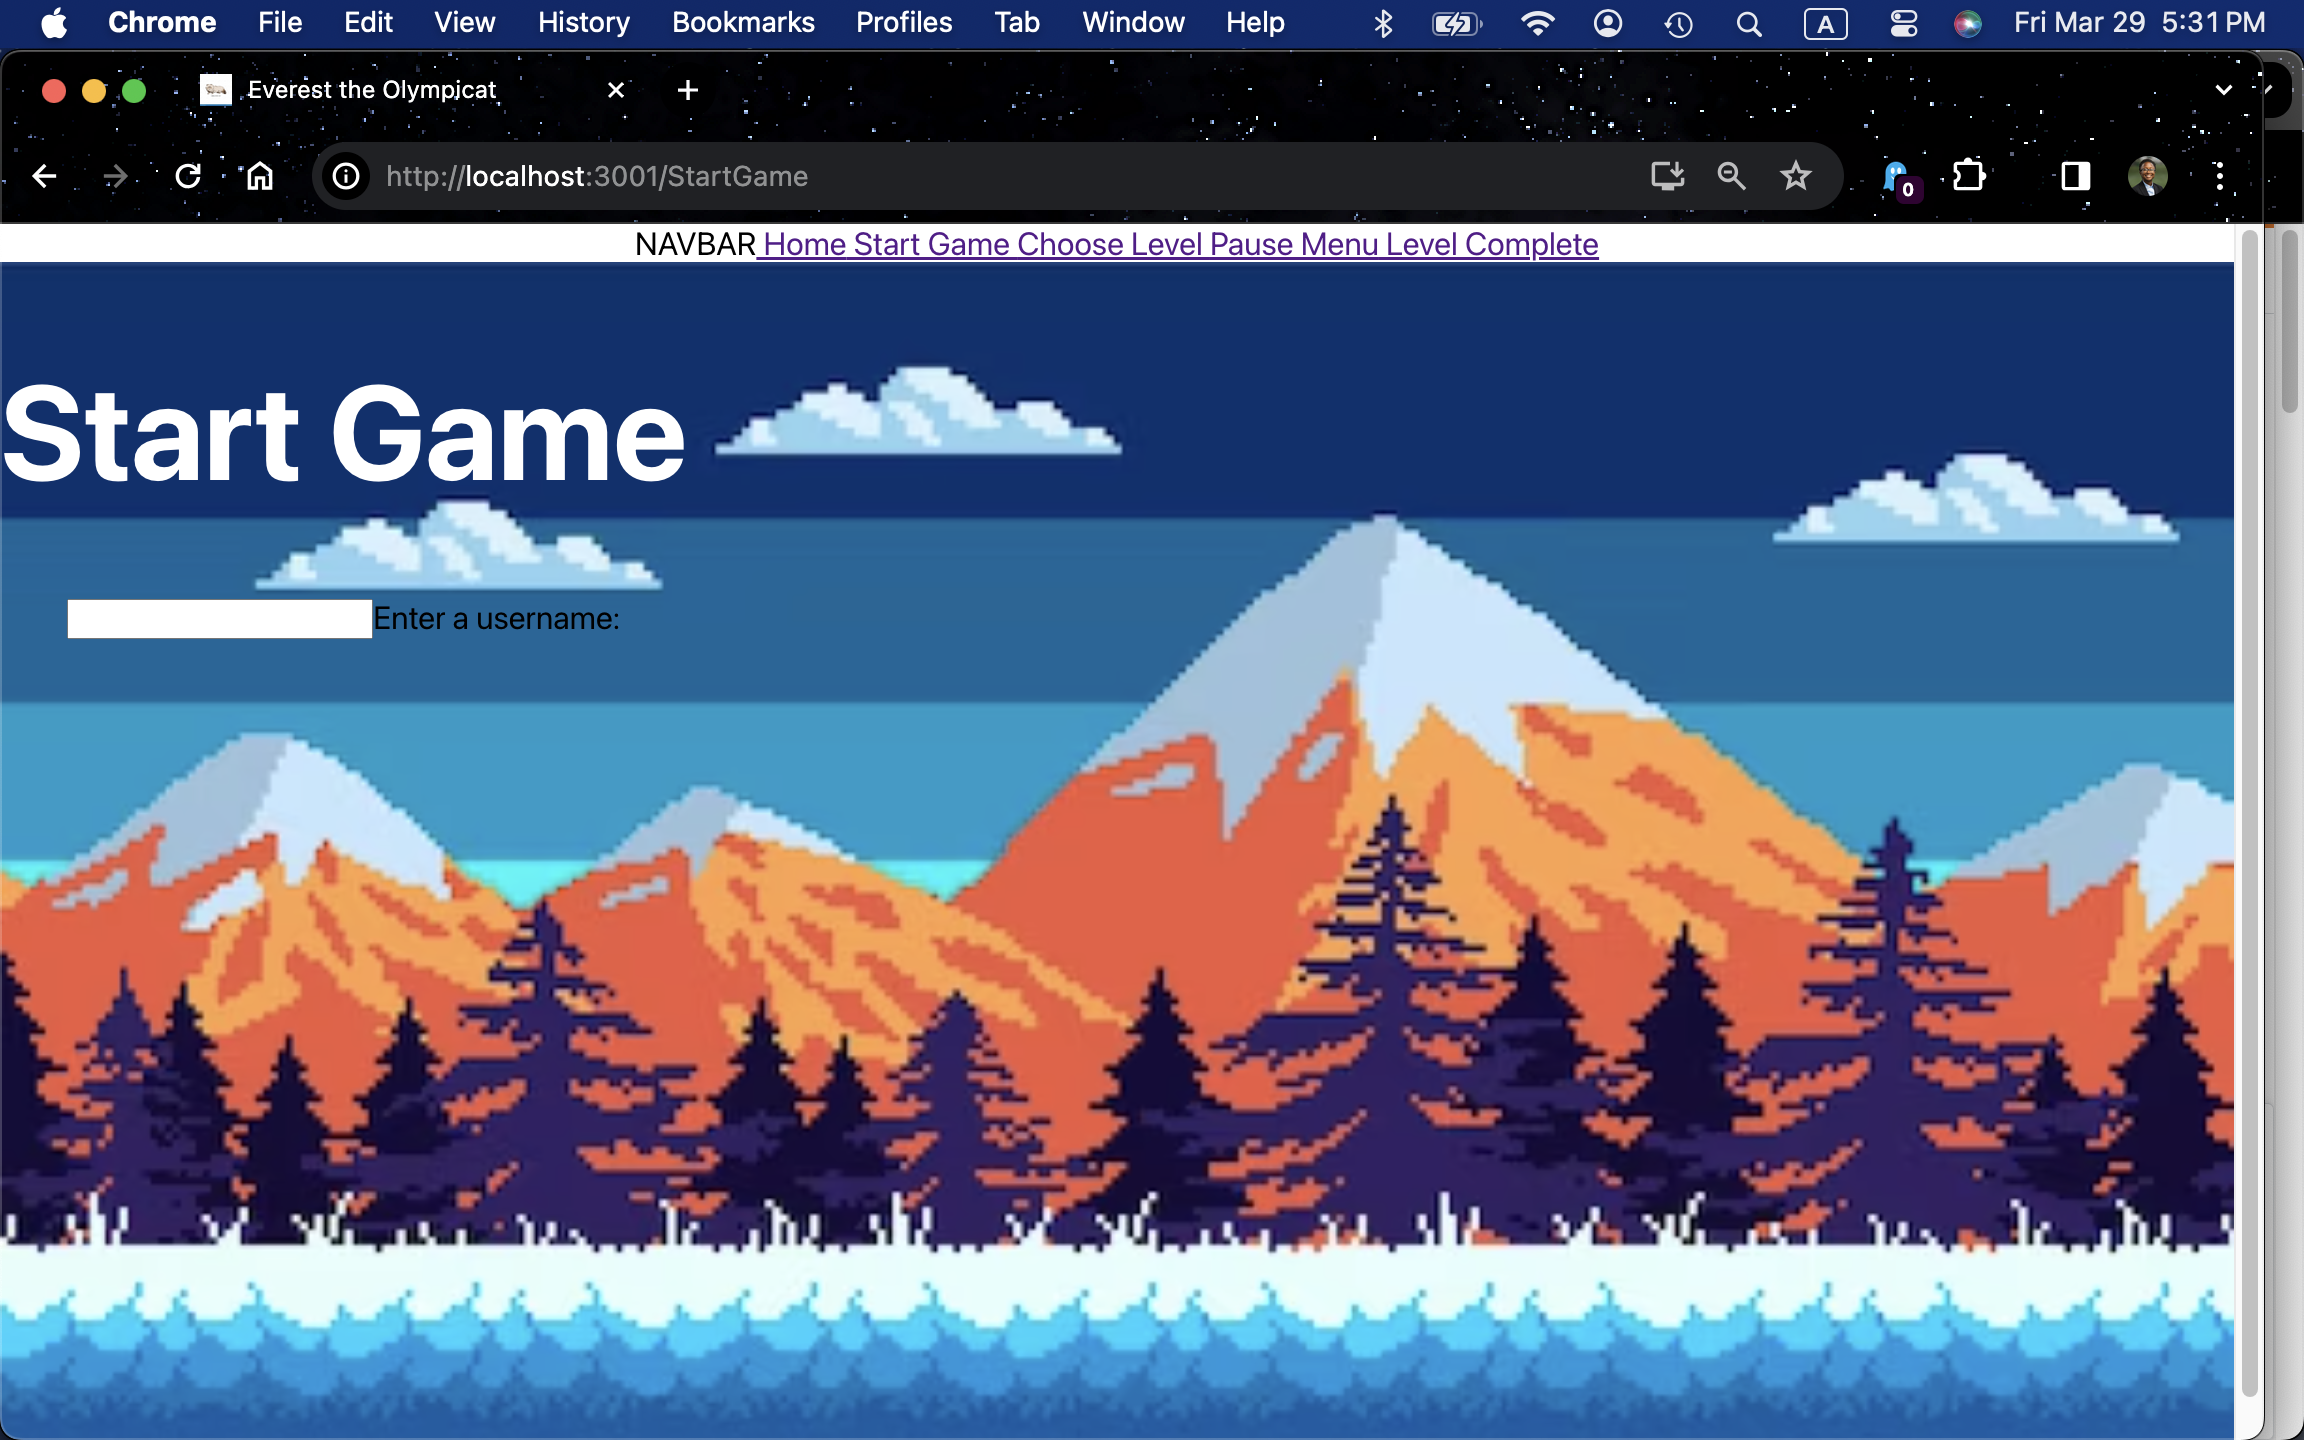 Chrome File Edit View History Bookmarks Profiles Tab Window Help A Fri Mar 29 5:31 PM
Everest the Olympicat
http://localhost:3001/StartGame 0
NAVBAR Home Start Game Choose Level Pause Menu Level Complete
Start Game
Enter a username: